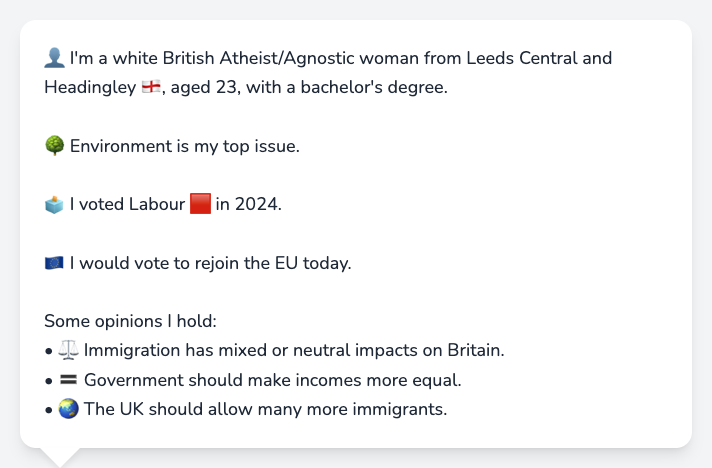 👤 I'm a white British Atheist/Agnostic woman from Leeds Central and
Headingley 🏴󠁧󠁢󠁥󠁮󠁧󠁿, aged 23, with a bachelor's degree.
🌳 Environment is my top issue.
🗳️ I voted Labour 🟥 in 2024.
🇪🇺 I would vote to rejoin the EU today.
Some opinions I hold:
• ⚖️ Immigration has mixed or neutral impacts on Britain.
• 🟰 Government should make incomes more equal.
• 🌏 The UK should allow many more immigrants.